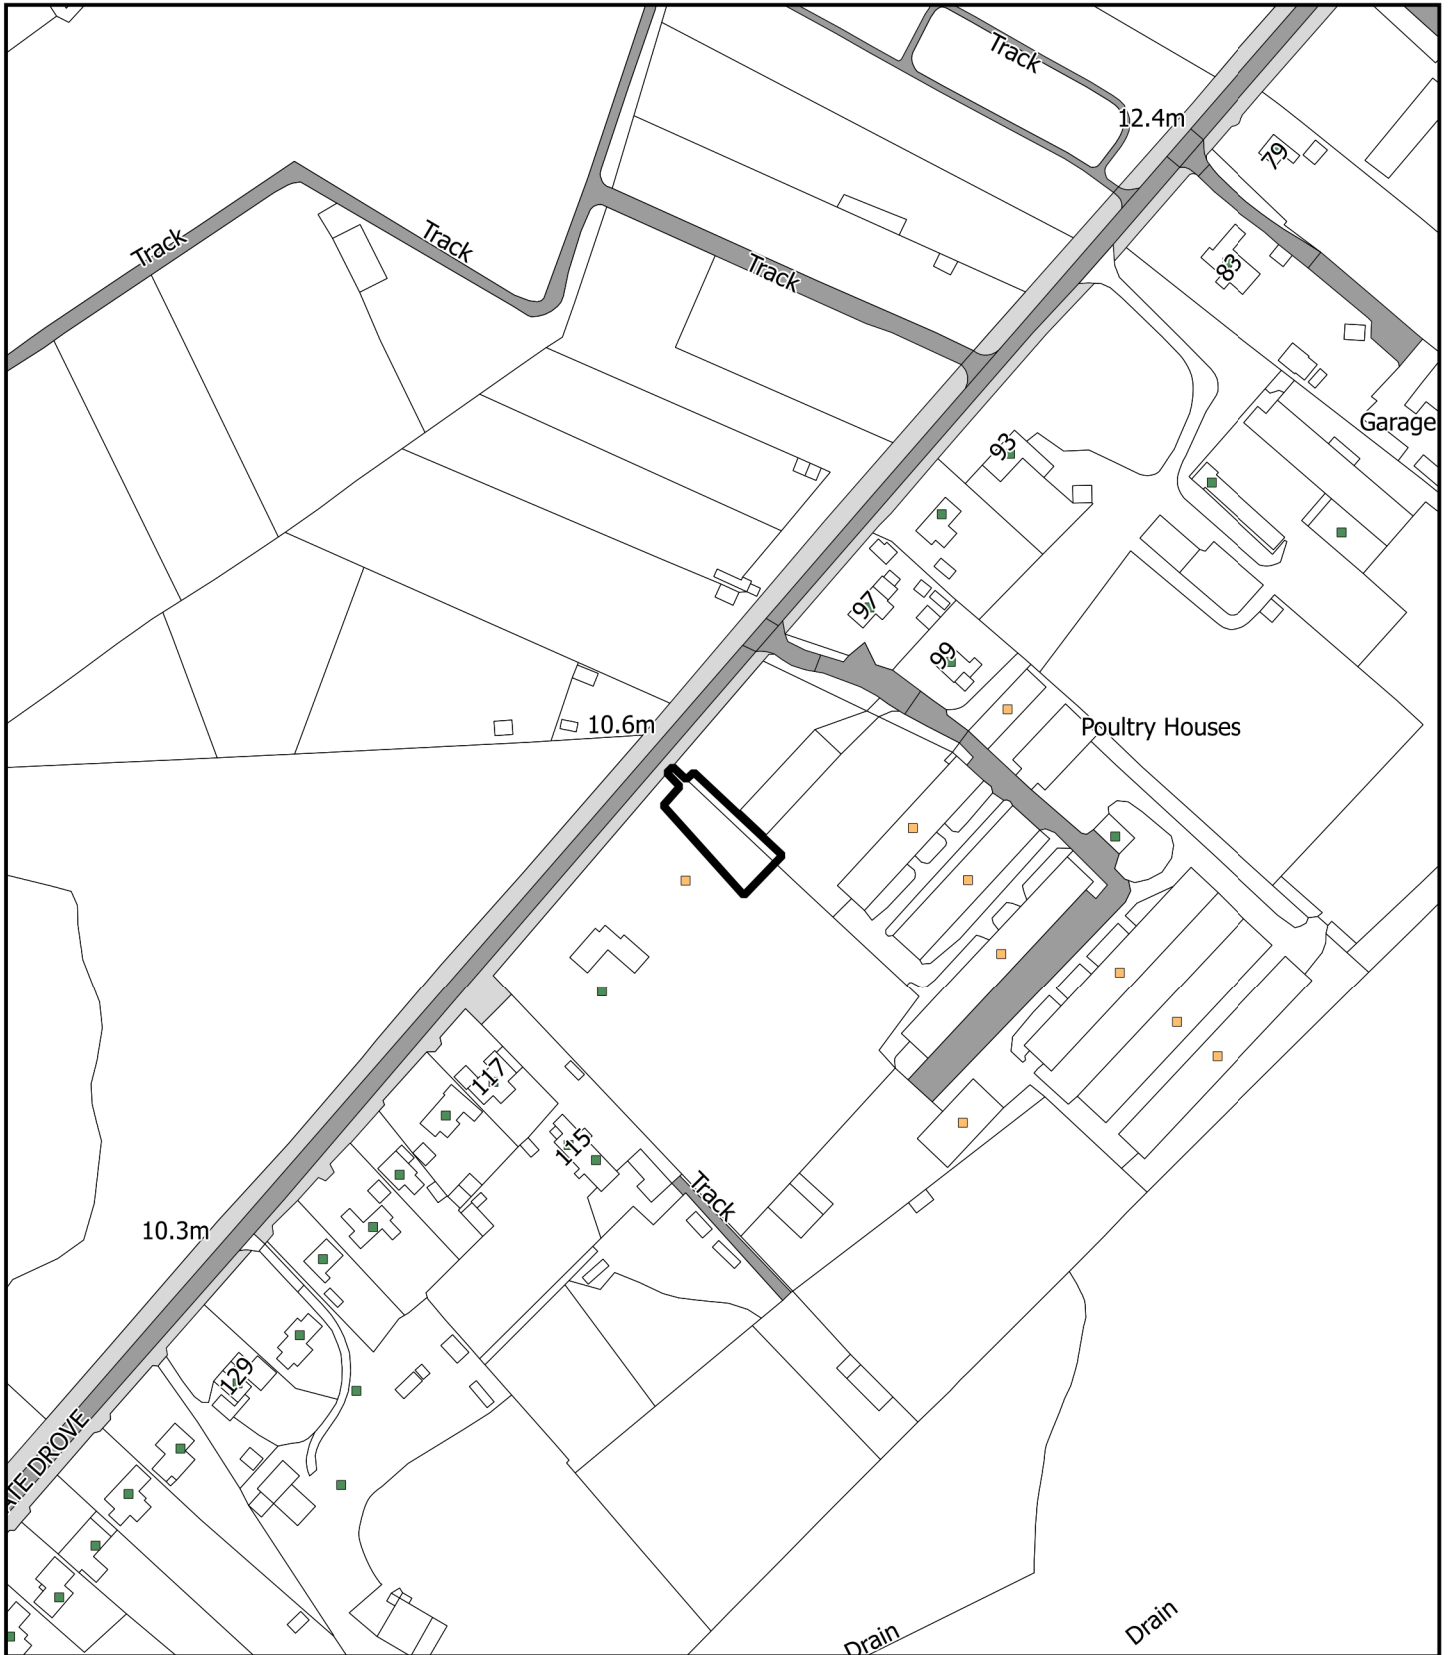 Track
12.4m
79
Track
Track
83
Track
Garage
93
97
99
10.6m
Poultry Houses
117
115
Track
10.3m
129
ATE DROVE
Drain
Drain